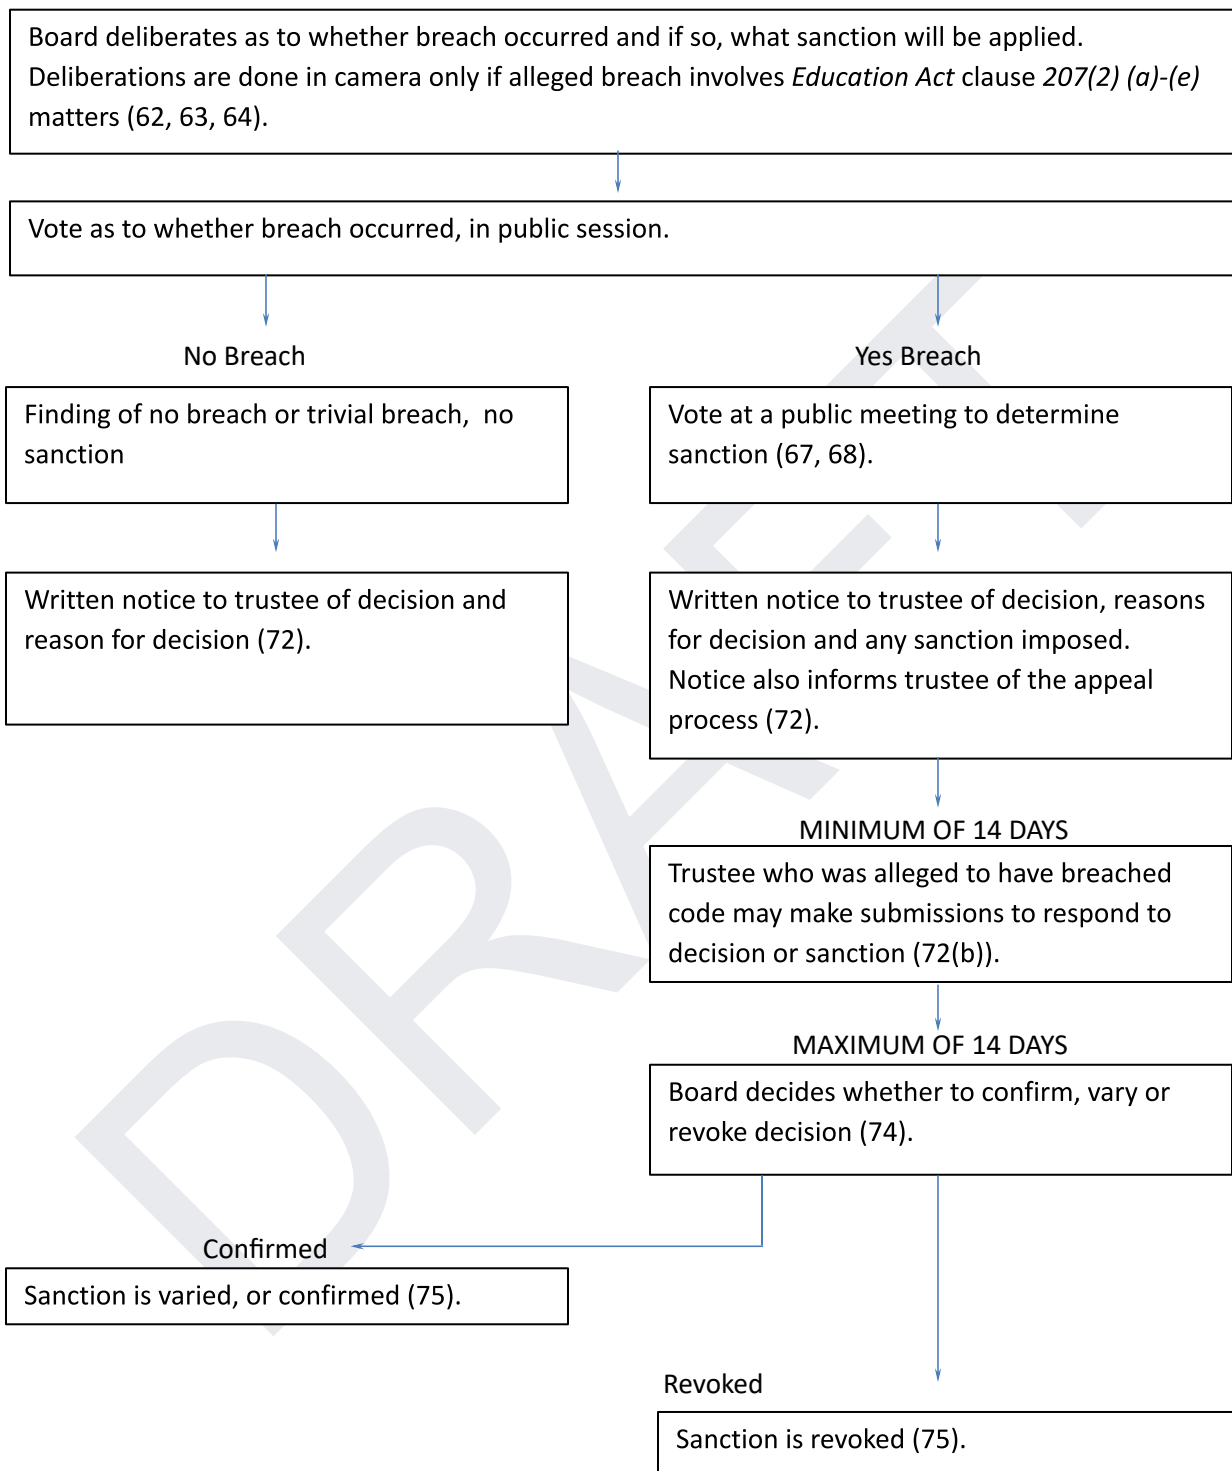 Board deliberates as to whether breach occurred and if so, what sanction will be applied.
Deliberations are done in camera only if alleged breach involves Education Act clause 207(2) (a)-(e)
matters (62, 63, 64).
Vote as to whether breach occurred, in public session.
No Breach
Yes Breach
Finding of no breach or trivial breach,  no
sanction
Vote at a public meeting to determine
sanction (67, 68).
Written notice to trustee of decision and
reason for decision (72).
Written notice to trustee of decision, reasons
for decision and any sanction imposed.
Notice also informs trustee of the appeal
process (72).
MINIMUM OF 14 DAYS
Trustee who was alleged to have breached
code may make submissions to respond to
decision or sanction (72(b)).
MAXIMUM OF 14 DAYS
Board decides whether to confirm, vary or
revoke decision (74).
Confirmed
Sanction is varied, or confirmed (75).
Revoked
Sanction is revoked (75).
DRAFT